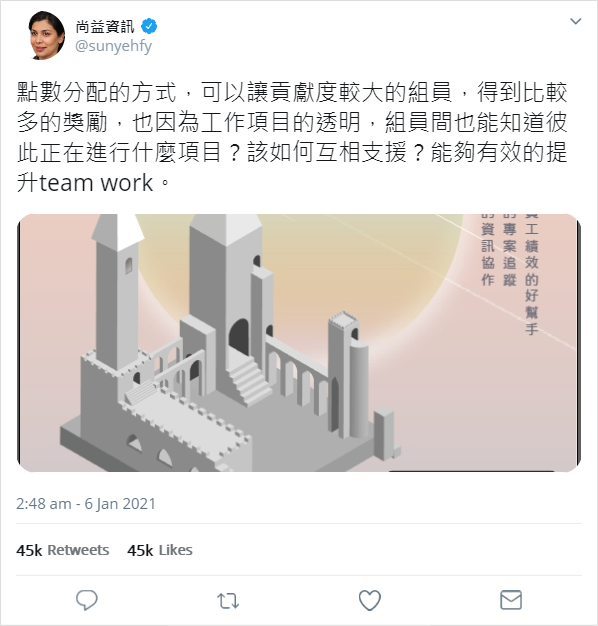 尚益資訊
@sunyehfy
點數分配的方式，可以讓貢獻度較大的組員，得到比較
多的獎勵，也因為工作項目的透明，組員間也能知道彼
此正在進行什麼項目？該如何互相支援？能夠有效的提
升team work。
工績效的好幫手
的專案追蹤
的資訊協作
2:48 am - 6 Jan 2021
45k Retweets 45k Likes